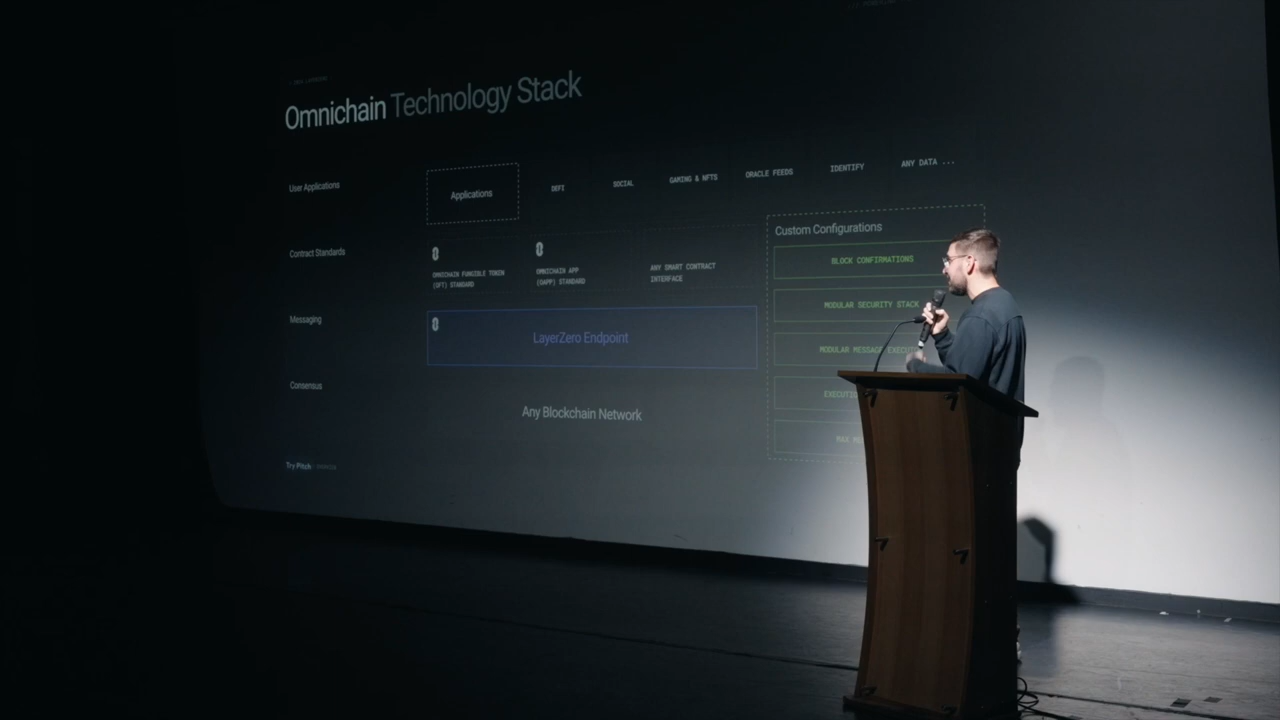 Omnichain Technology Stack
User Applications
Applications
DEFI
SOCIAL
GAMING & NFTS
ORACLE FEEDS
IDENTIFY
ANY DATA ...
Contract Standards
OMNICHAIN FUNGIBLE TOKEN
(OFT) STANDARD
OMNICHAIN APP
(OAPP) STANDARD
ANY SMART CONTRACT
INTERFACE
Messaging
LayerZero Endpoint
Consensus
Any Blockchain Network
Custom Configurations
BLOCK CONFIRMATIONS
MODULAR SECURITY STACK
MODULAR MESSAGE
Try Pitch